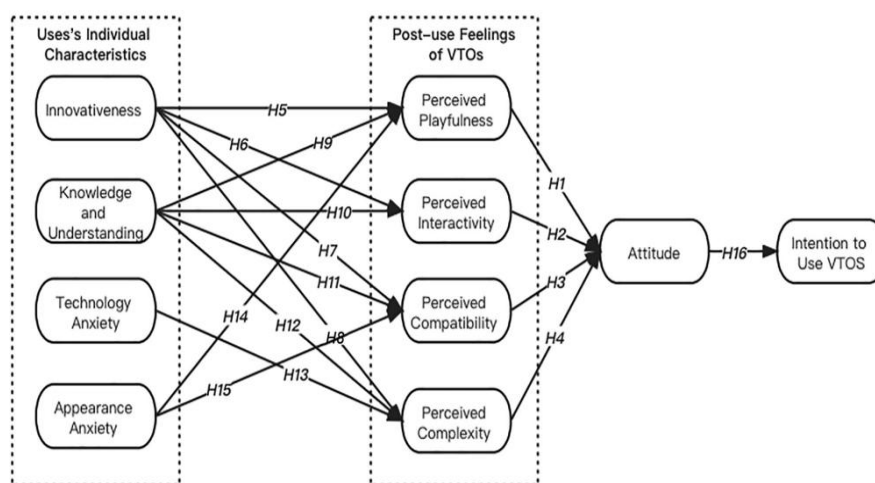 Uses's Individual
Characteristics
Post-use Feelings
of VTOs
Innovativeness
Knowledge
and
Understanding
Technology
Anxiety
Appearance
Anxiety
H5
H6
H9
H10
H7
H11
H14
H12
H8
H15
H13
Perceived
Playfulness
Perceived
Interactivity
Perceived
Compatibility
Perceived
Complexity
H1
H2
H3
H4
Attitude
H16
Intention to
Use VTOS